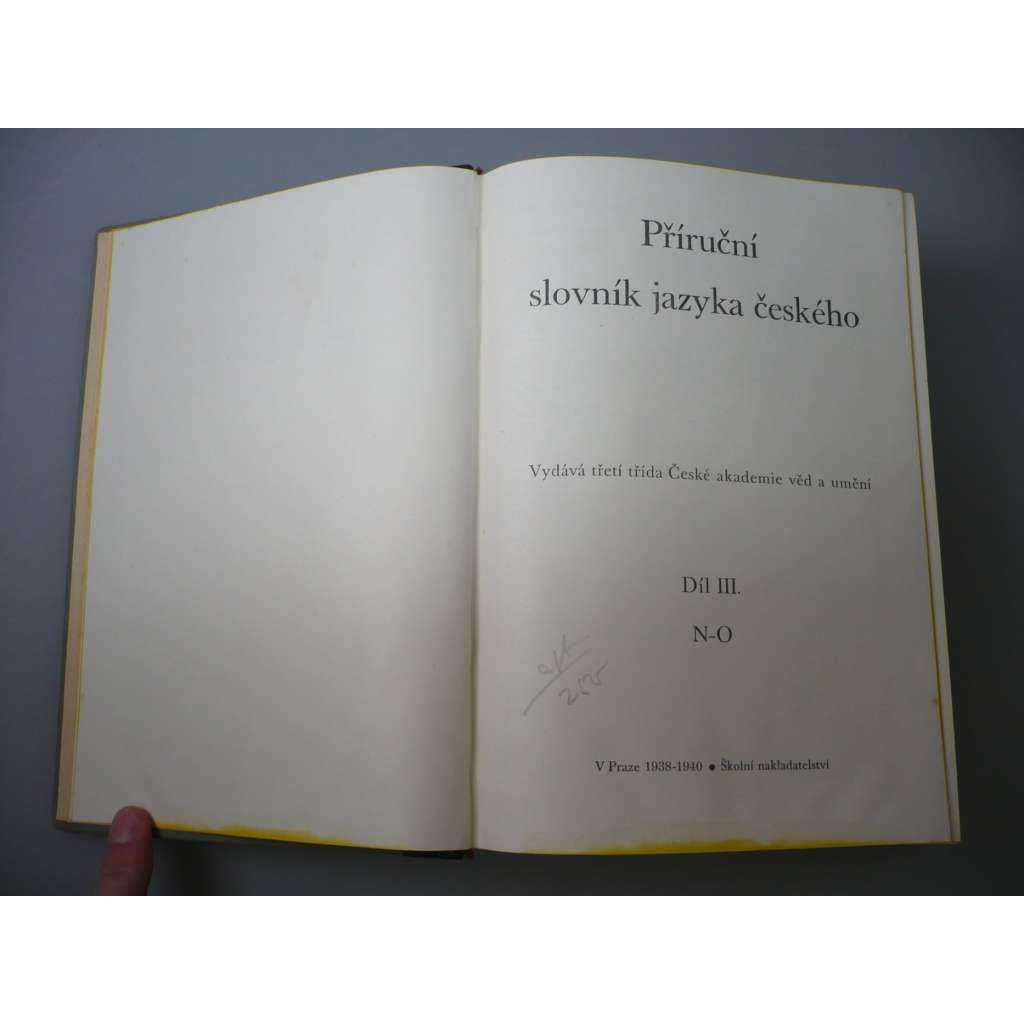 Příruční
slovník jazyka českého
Vydává třetí třída České akademie věd a umění
Díl III.
N-O
V Praze 1938-1940 • Školní nakladatelství